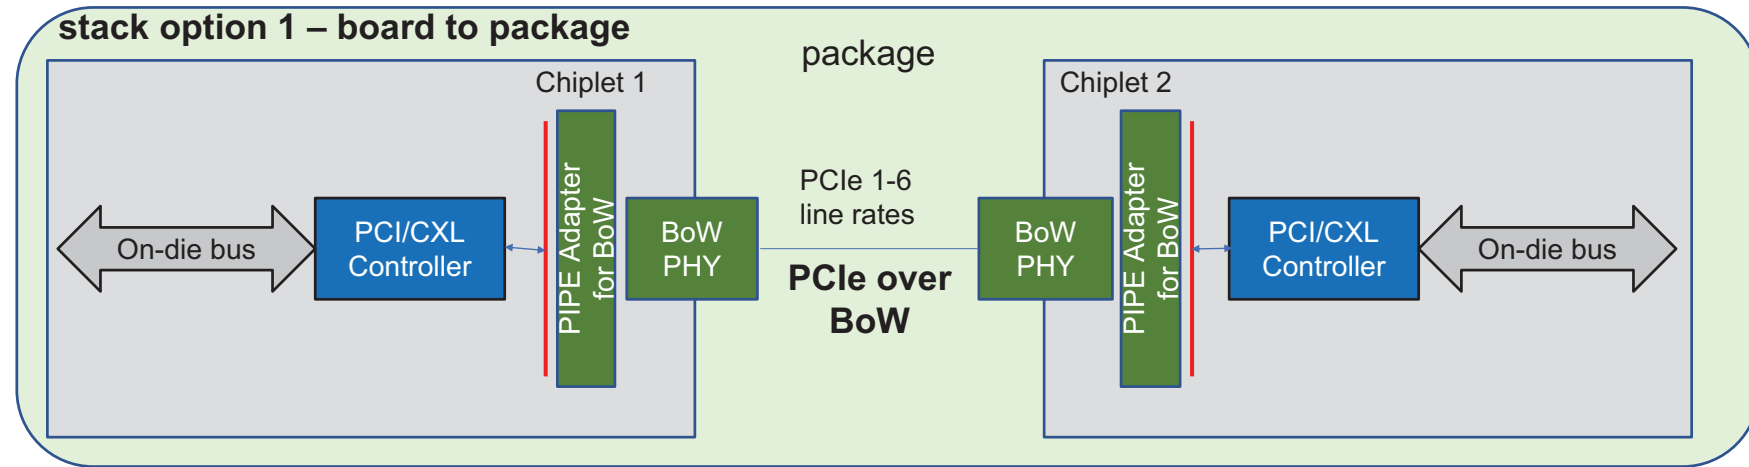 stack option 1 – board to package
package
Chiplet 1
On-die bus
PCI/CXL
Controller
PIPE Adapter
for BoW
BoW
PHY
PCIe 1-6
line rates
PCIe over
BoW
Chiplet 2
BoW
PHY
PIPE Adapter
for BoW
PCI/CXL
Controller
On-die bus